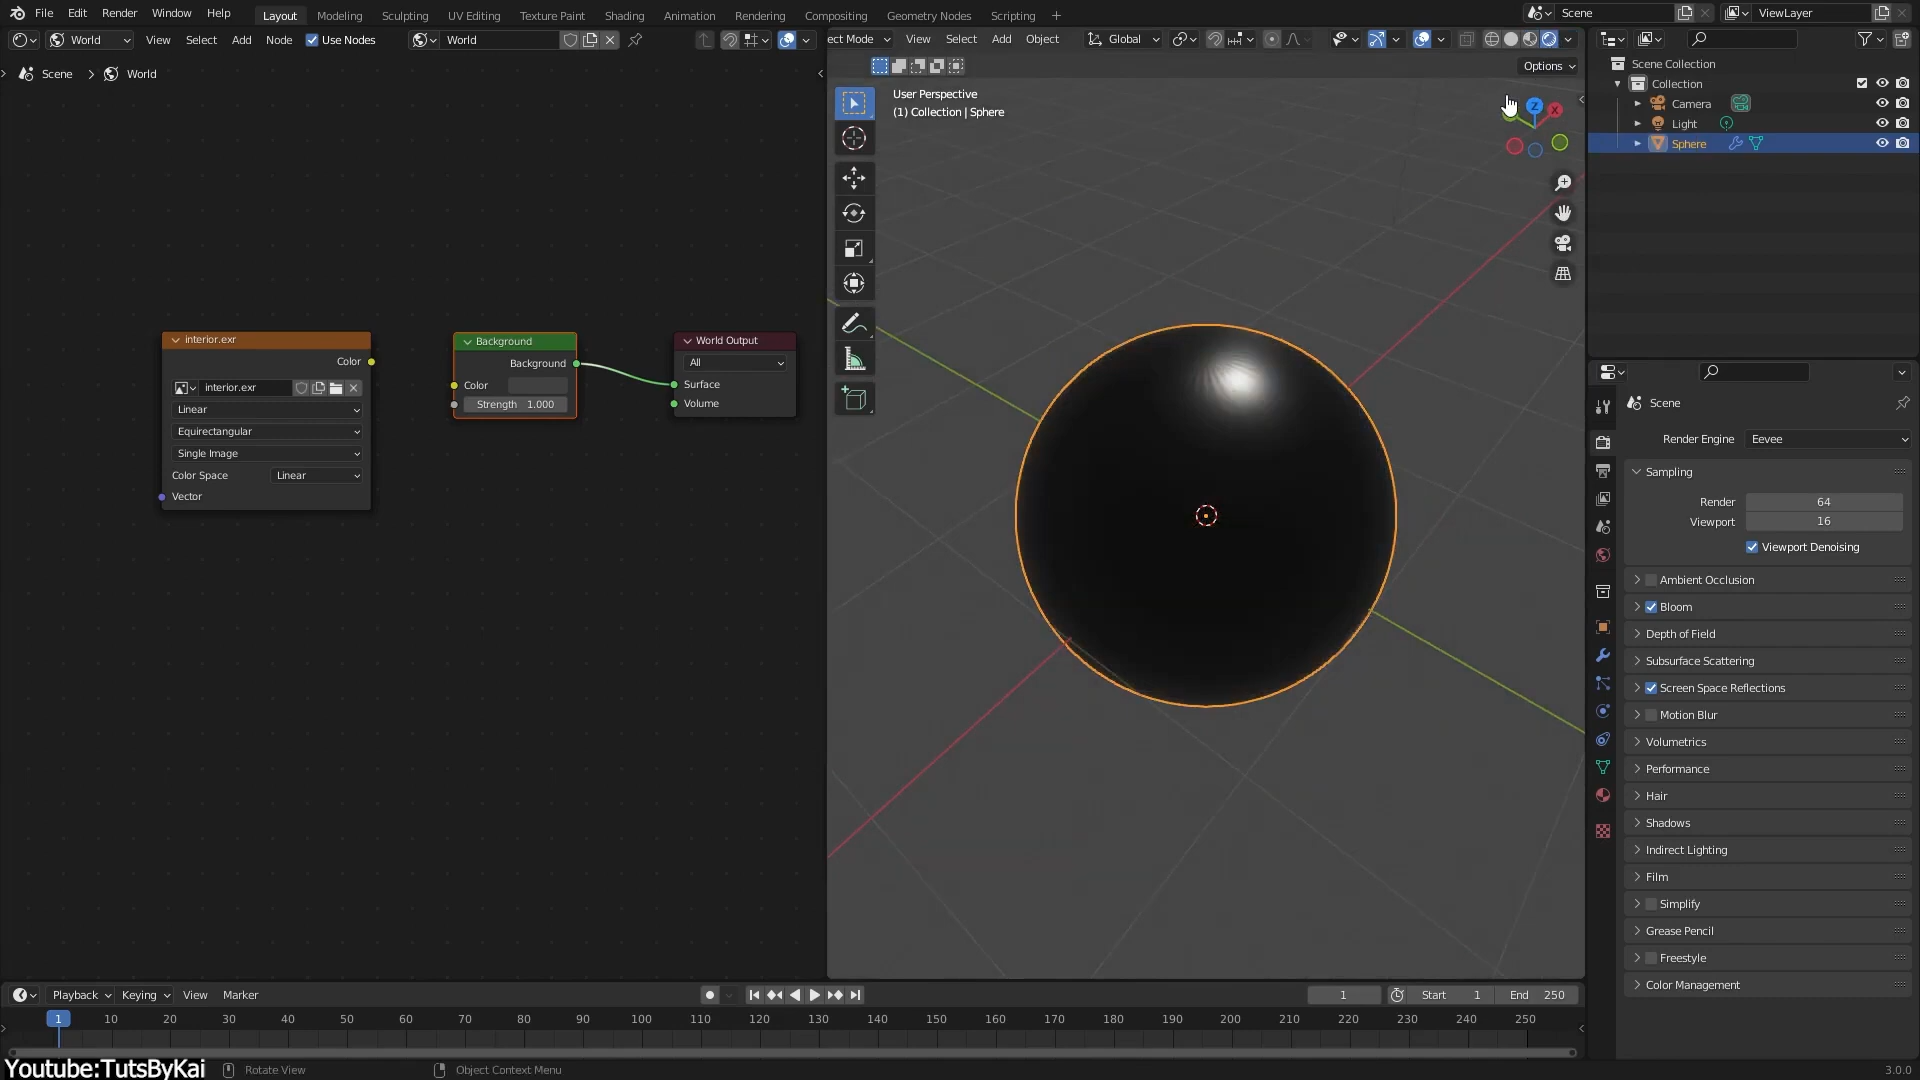 File Edit Render Window Help Layout Modeling Sculpting UV Editing Texture Paint Shading Animation Rendering Compositing Geometry Nodes Scripting + Scene ViewLayer
World View Select Add Node Use Nodes World ect Mode View Select Add Object Global
Options
Scene > World
User Perspective
(1) Collection | Sphere
Z X
Scene Collection
Collection
Camera
Light
Sphere
interior.exr
Color
interior.exr
Linear
Equirectangular
Single Image
Color Space Linear
Vector
Background
Background
Color
Strength 1.000
World Output
All
Surface
Volume
Scene
Render Engine Eevee
Sampling
Render 64
Viewport 16
Viewport Denoising
Ambient Occlusion
Bloom
Depth of Field
Subsurface Scattering
Screen Space Reflections
Motion Blur
Volumetrics
Performance
Hair
Shadows
Indirect Lighting
Film
Simplify
Grease Pencil
Freestyle
Color Management
Playback Keying View Marker 1 Start 1 End 250
1 10 20 30 40 50 60 70 80 90 100 110 120 130 140 150 160 170 180 190 200 210 220 230 240 250
Youtube:TutsByKai Rotate View Object Context Menu 3.0.0